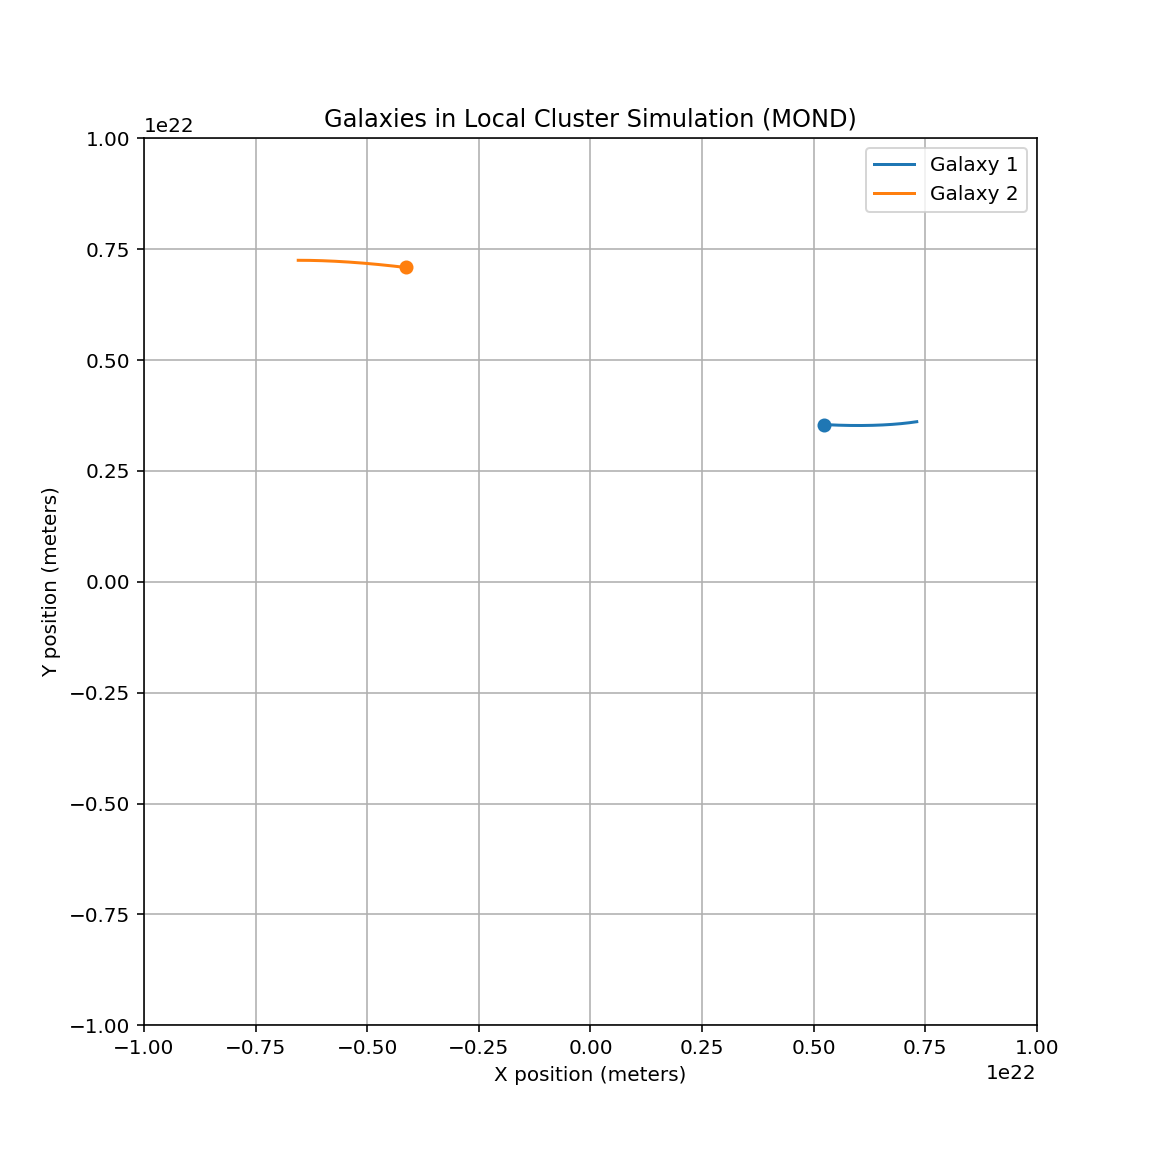 Galaxies in Local Cluster Simulation (MOND)
1e22
Galaxy 1
Galaxy 2
1.00
0.75
0.50
0.25
0.00
−0.25
−0.50
−0.75
−1.00
Y position (meters)
−1.00 −0.75 −0.50 −0.25 0.00 0.25 0.50 0.75 1.00
X position (meters)
1e22